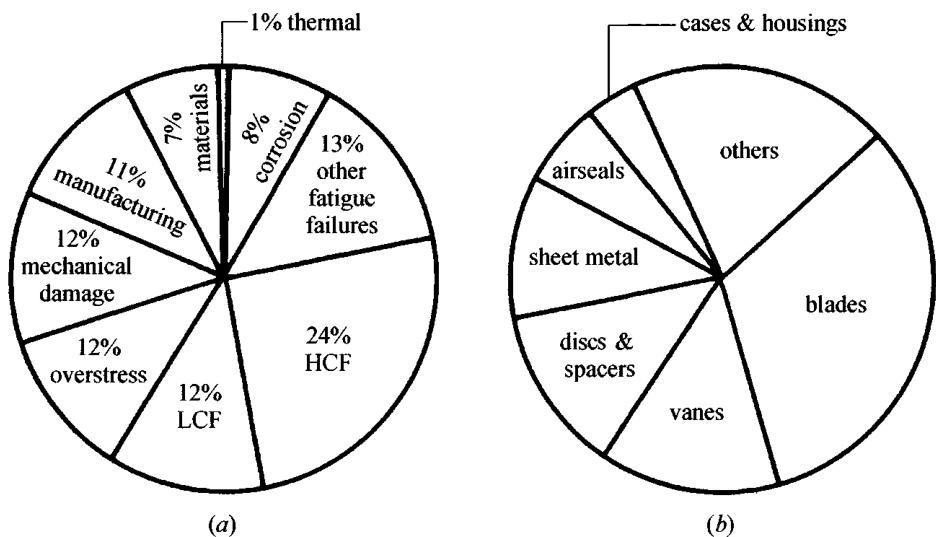 1% thermal
7%
materials
8%
corrosion
13%
other
fatigue
failures
24%
HCF
12%
LCF
12%
overstress
12%
mechanical
damage
11%
manufacturing
(a)
cases & housings
others
blades
vanes
discs &
spacers
sheet metal
airseals
(b)